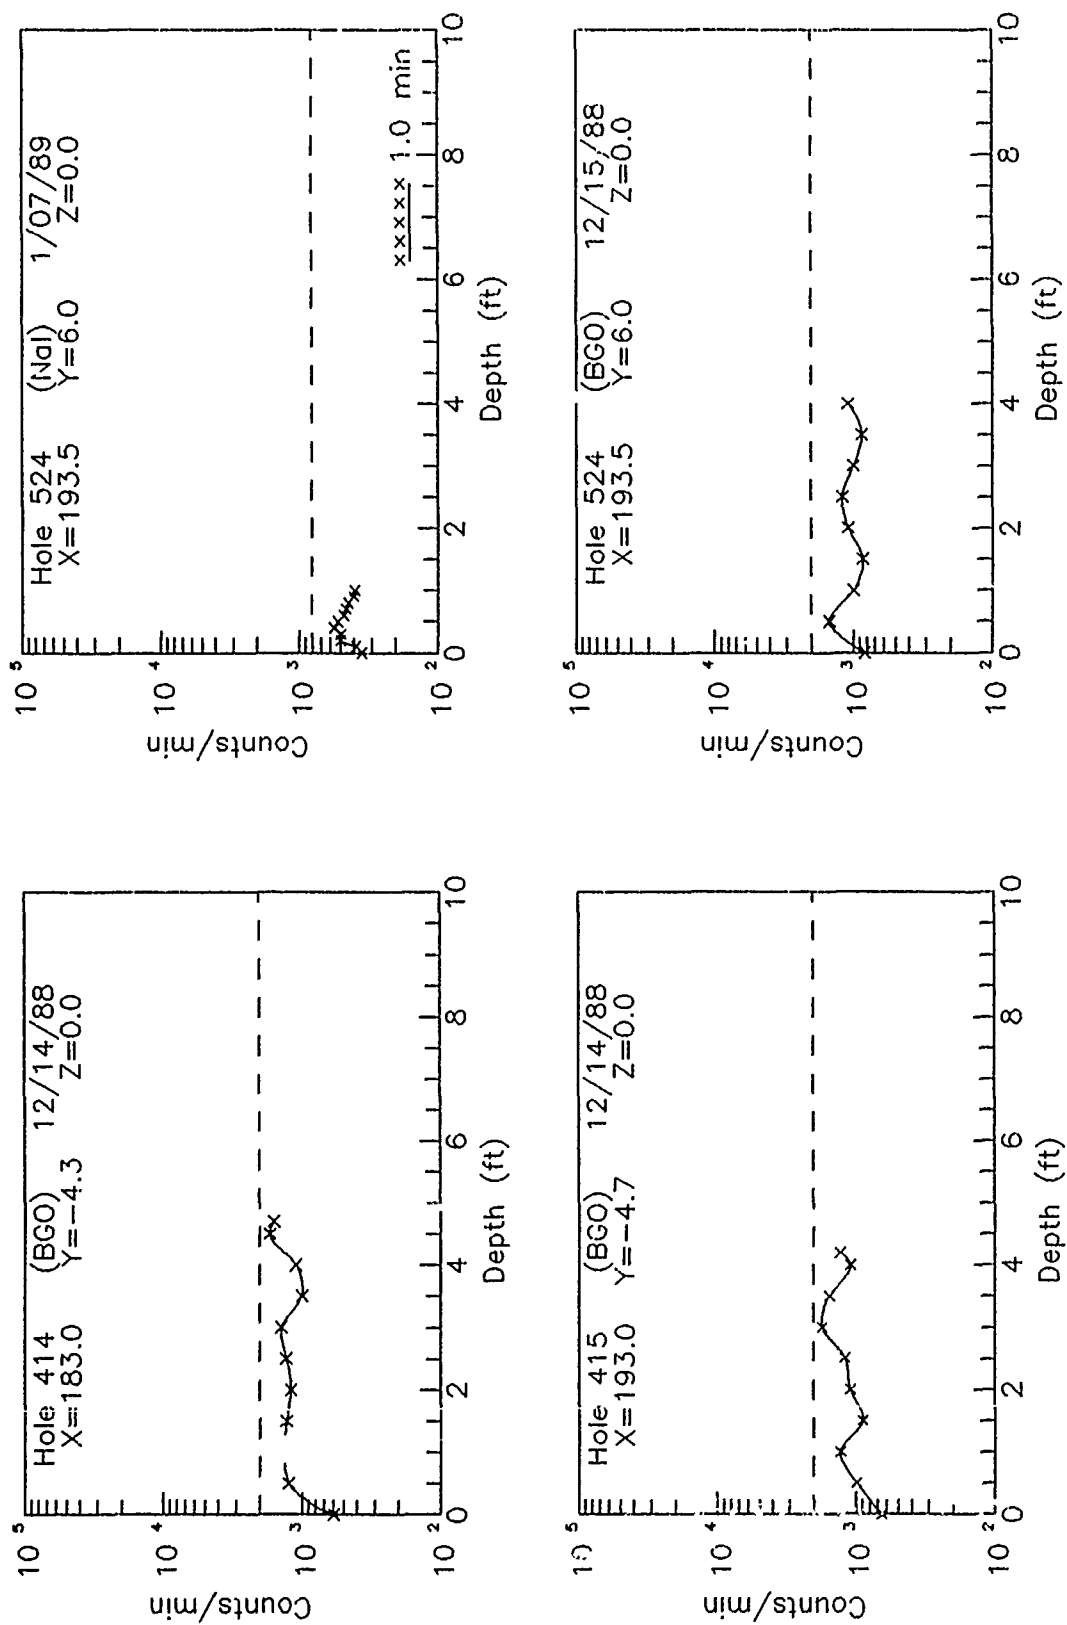 Hole 414 (BGO) 12/14/88
X=183.0 Y=-4.3 Z=0.0
10 5
10 4
10 3
10 2
Counts/min
0 2 4 6 8 10
Depth (ft)
Hole 524 (NaI) 1/07/89
X=193.5 Y=6.0 Z=0.0
10 5
10 4
10 3
10 2
Counts/min
xxxxx 1.0 min
0 2 4 6 8 10
Depth (ft)
Hole 415 (BGO) 12/14/88
X=193.0 Y=-4.7 Z=0.0
10 5
10 4
10 3
10 2
Counts/min
0 2 4 6 8 10
Depth (ft)
Hole 524 (BGO) 12/15/88
X=193.5 Y=6.0 Z=0.0
10 5
10 4
10 3
10 2
Counts/min
0 2 4 6 8 10
Depth (ft)